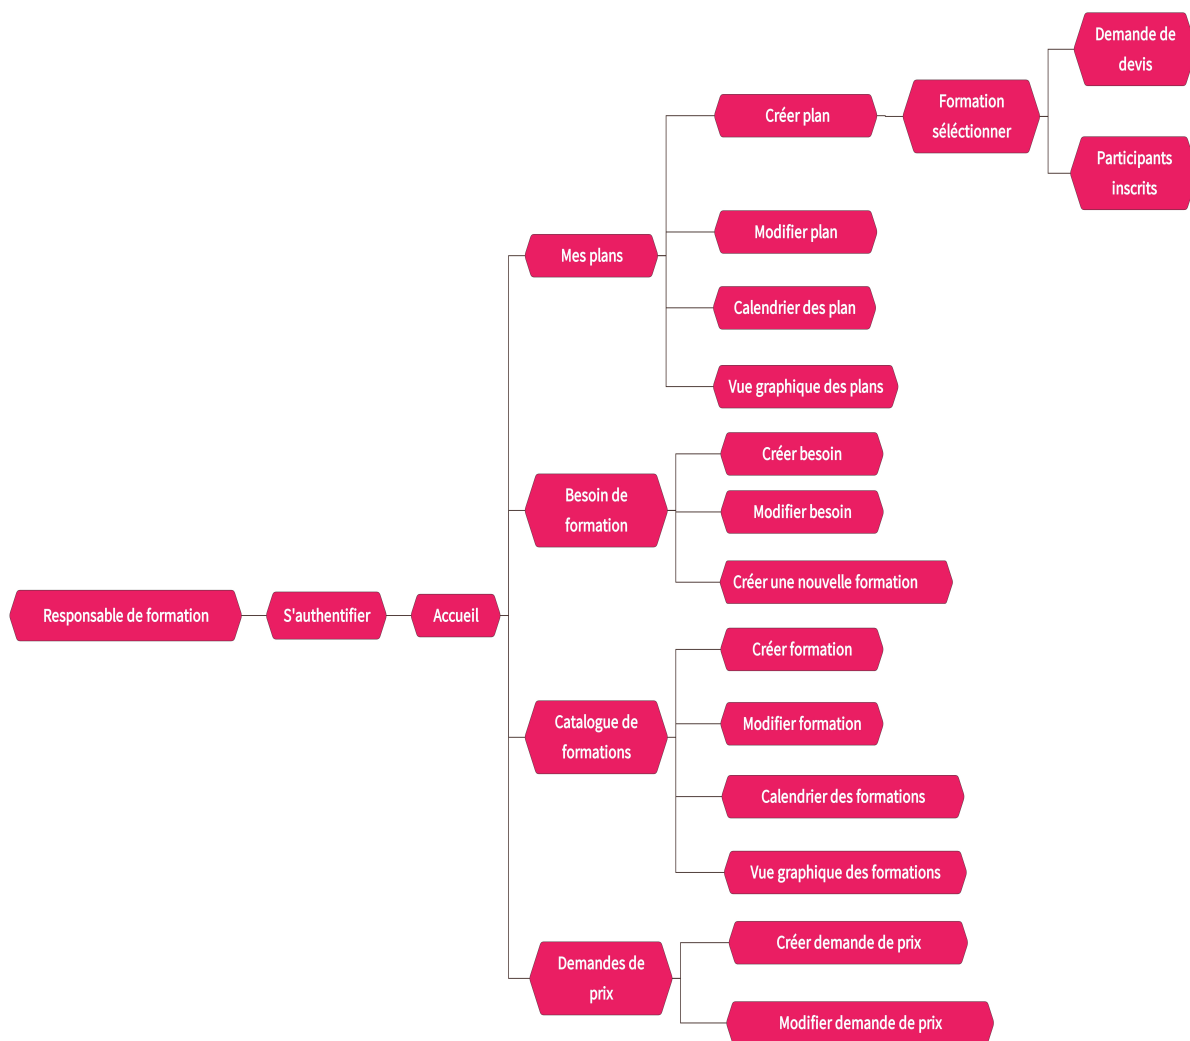 Responsable de formation
S'authentifier
Accueil
Mes plans
Créer plan
Formation
séléctionner
Demande de
devis
Participants
inscrits
Modifier plan
Calendrier des plan
Vue graphique des plans
Besoin de
formation
Créer besoin
Modifier besoin
Créer une nouvelle formation
Catalogue de
formations
Créer formation
Modifier formation
Calendrier des formations
Vue graphique des formations
Demandes de
prix
Créer demande de prix
Modifier demande de prix